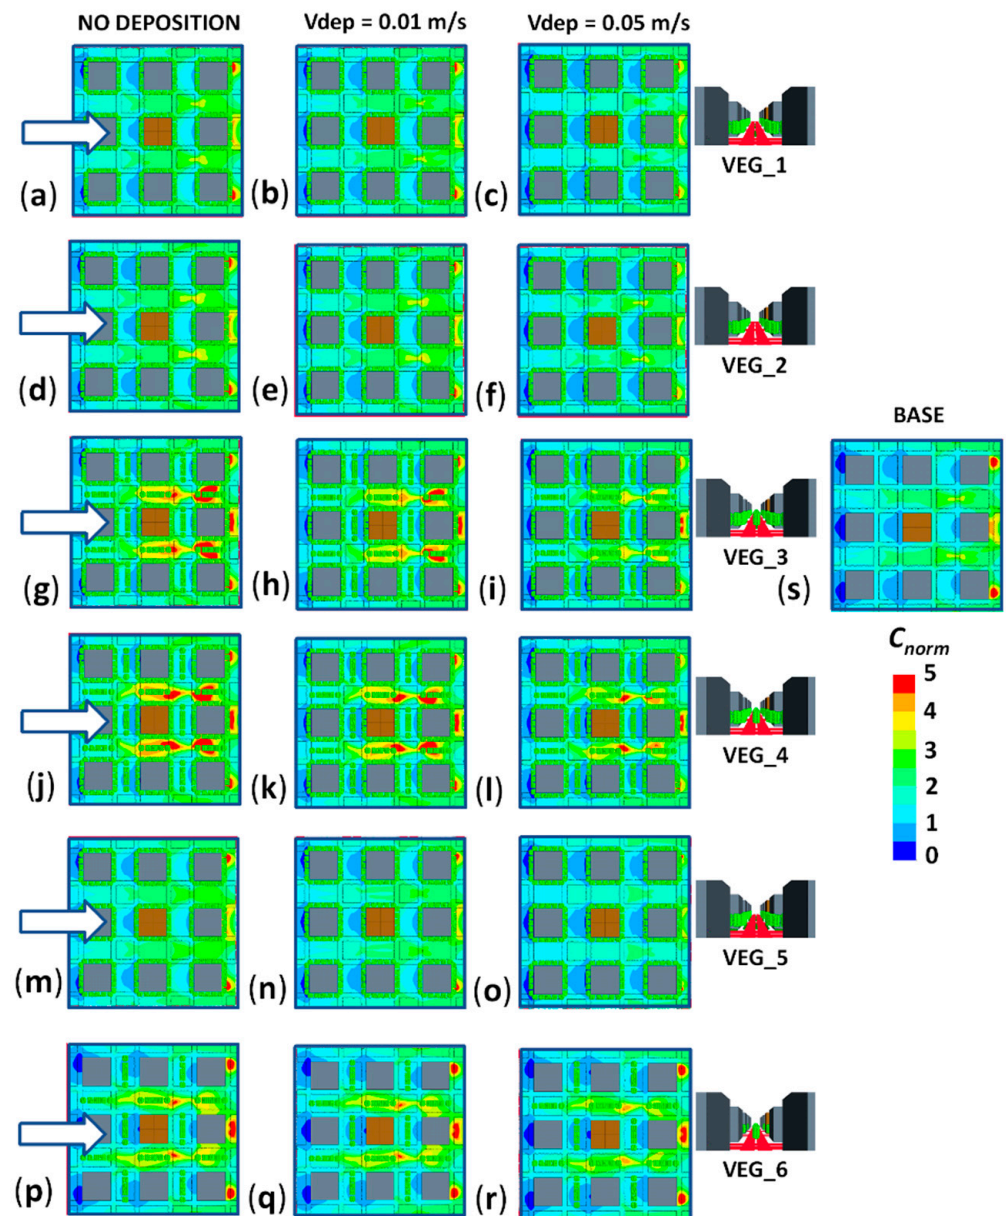 NO DEPOSITION Vdep = 0.01 m/s Vdep = 0.05 m/s
(a) (b) (c) VEG_1
(d) (e) (f) VEG_2
BASE
(g) (h) (i) VEG_3 (s)
C_norm
5
4
3
2
1
0
(j) (k) (l) VEG_4
(m) (n) (o) VEG_5
(p) (q) (r) VEG_6